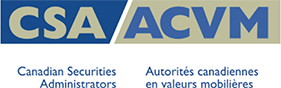 CSA ACVM
Canadian Securities
Administrators
Autorités canadiennes
en valeurs mobilières